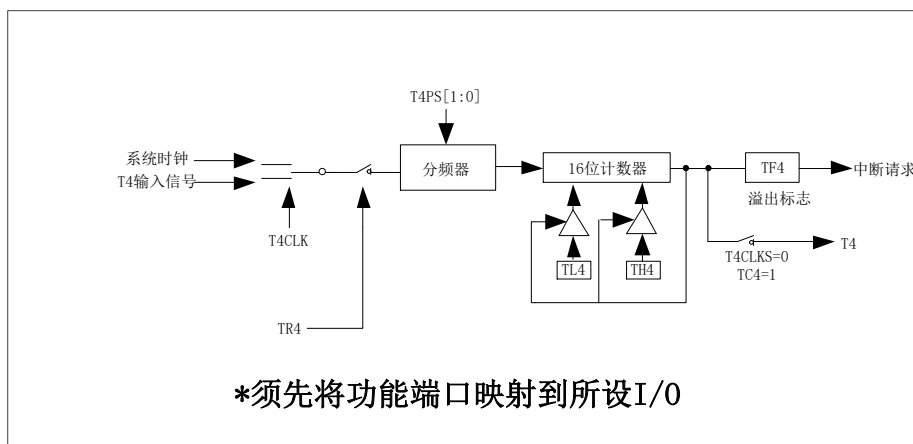 T4PS[1:0]
系统时钟
T4输入信号
分频器
16位计数器
TF4
中断请求
溢出标志
T4CLK
TL4
TH4
T4
T4CLKS=0
TC4=1
TR4
*须先将功能端口映射到所设I/O